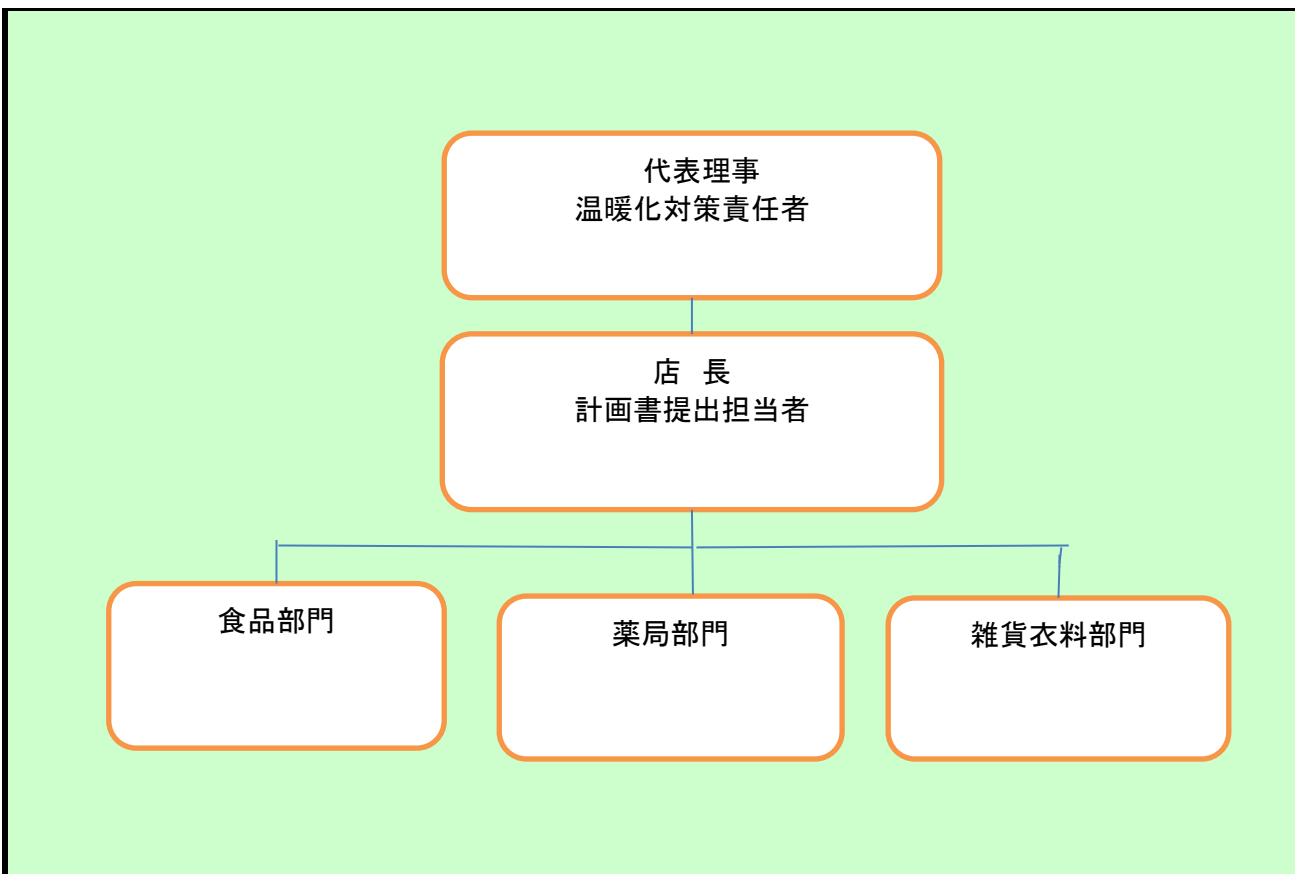 代表理事
温暖化対策責任者
店　長
計画書提出担当者
食品部門
薬局部門
雑貨衣料部門